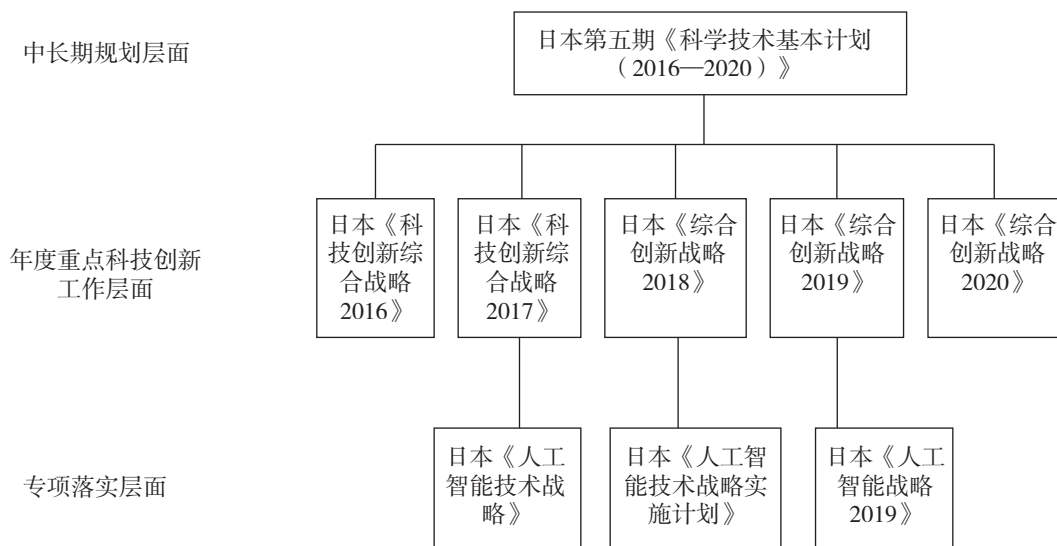 中长期规划层面
日本第五期《科学技术基本计划
（2016—2020）》
年度重点科技创新
工作层面
日本《科
技创新综
合战略
2016》
日本《科
技创新综
合战略
2017》
日本《综合
创新战略
2018》
日本《综合
创新战略
2019》
日本《综合
创新战略
2020》
专项落实层面
日本《人工
智能技术战
略》
日本《人工智
能技术战略实
施计划》
日本《人工
智能战略
2019》